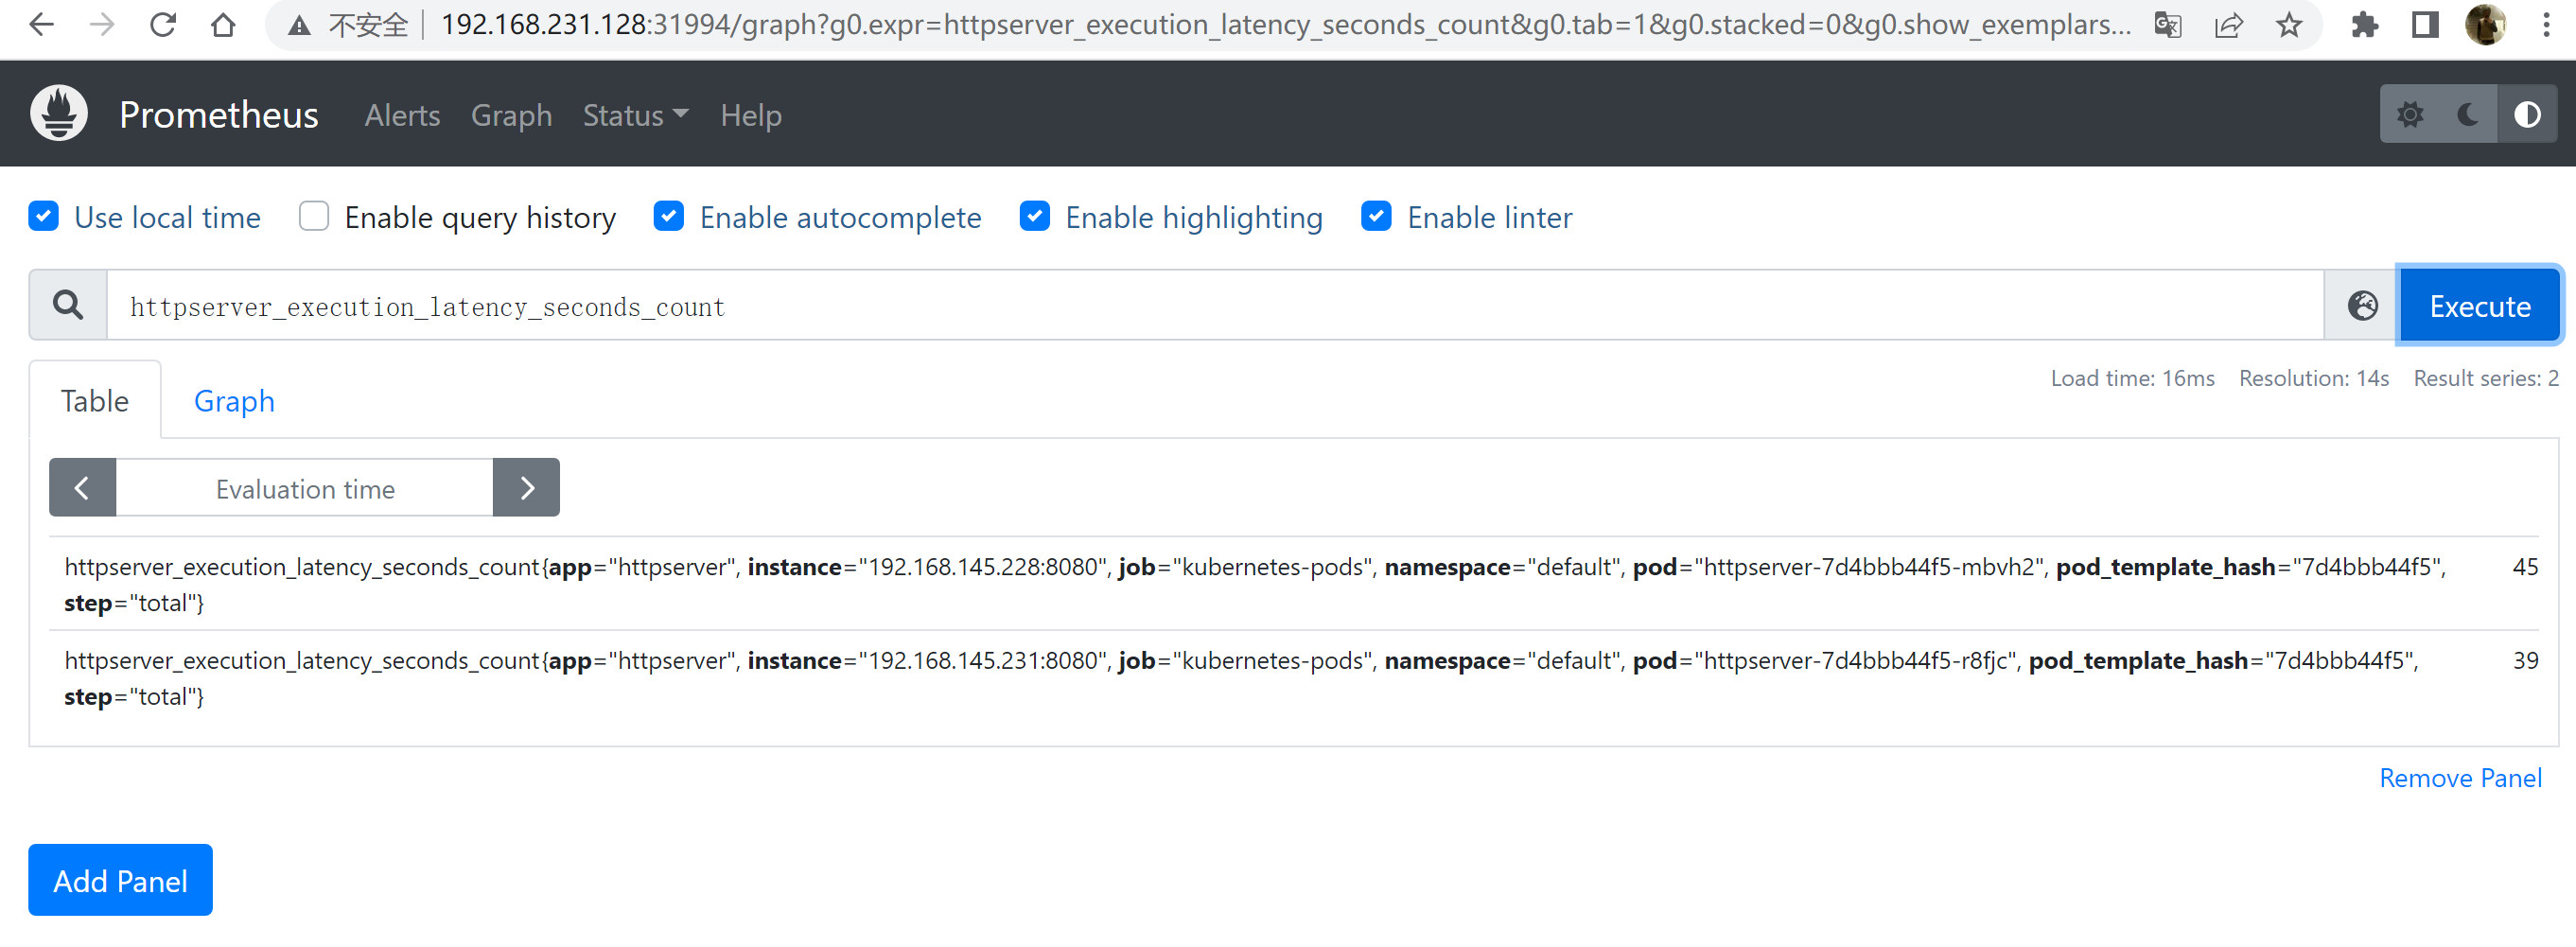 不安全 192.168.231.128:31994/graph?g0.expr=httpserver_execution_latency_seconds_count&g0.tab=1&g0.stacked=0&g0.show_exemplars...
Prometheus Alerts Graph Status Help
Use local time Enable query history Enable autocomplete Enable highlighting Enable linter
httpserver_execution_latency_seconds_count Execute
Load time: 16ms Resolution: 14s Result series: 2
Table Graph
Evaluation time
httpserver_execution_latency_seconds_count{app="httpserver", instance="192.168.145.228:8080", job="kubernetes-pods", namespace="default", pod="httpserver-7d4bbb44f5-mbvh2", pod_template_hash="7d4bbb44f5", 45
step="total"}
httpserver_execution_latency_seconds_count{app="httpserver", instance="192.168.145.231:8080", job="kubernetes-pods", namespace="default", pod="httpserver-7d4bbb44f5-r8fjc", pod_template_hash="7d4bbb44f5", 39
step="total"}
Remove Panel
Add Panel